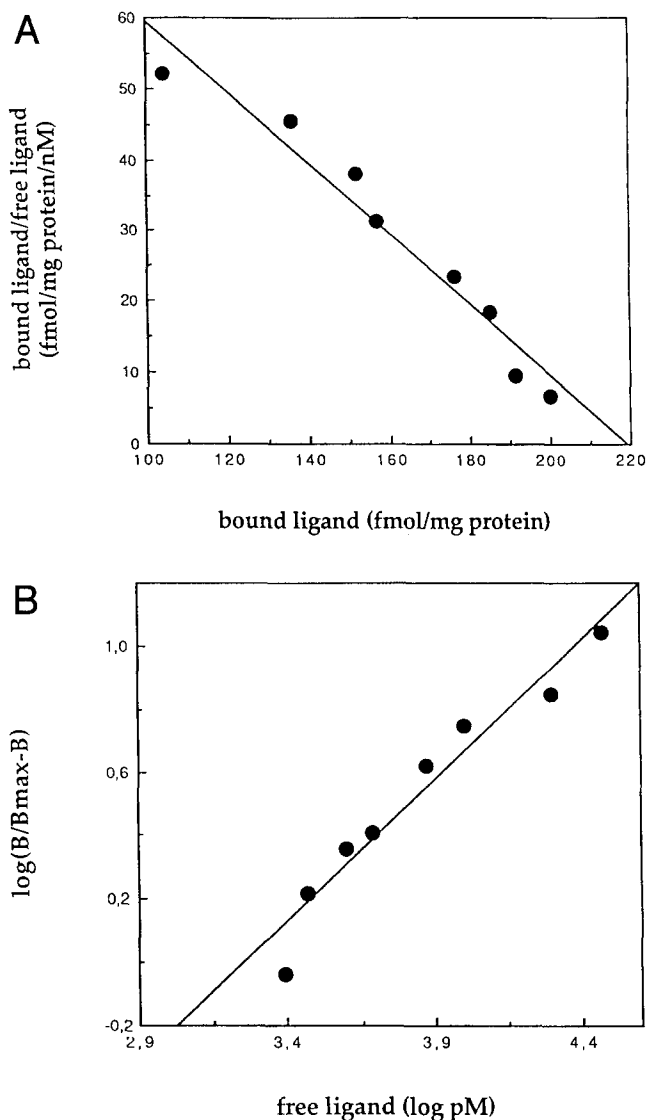 A
60
50
40
30
20
10
0
100 120 140 160 180 200 220
bound ligand/free ligand
(fmol/mg protein/nM)
bound ligand (fmol/mg protein)
B
1,0
0,6
0,2
-0,2
2,9 3,4 3,9 4,4
log(B/Bmax-B)
free ligand (log pM)